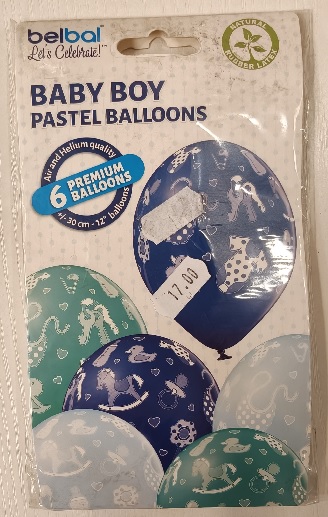 belbal
Let's Celebrate!™
NATURAL
RUBBER LATEX
BABY BOY
PASTEL BALLOONS
Air and Helium quality
6 PREMIUM
BALLOONS
+/- 30 cm - 12" balloons
17.00